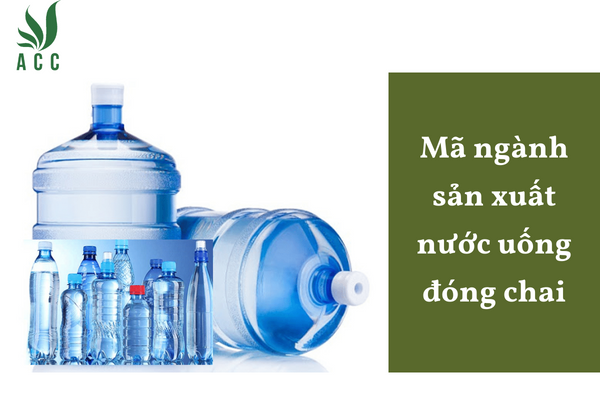 ACC
Mã ngành
sản xuất
nước uống
đóng chai